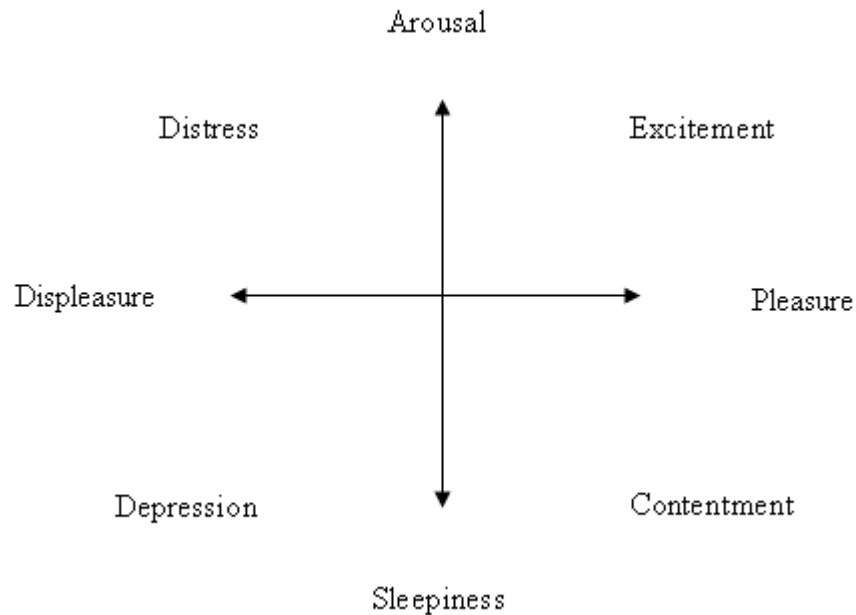 Arousal
Distress
Excitement
Displeasure
Pleasure
Depression
Contentment
Sleepiness